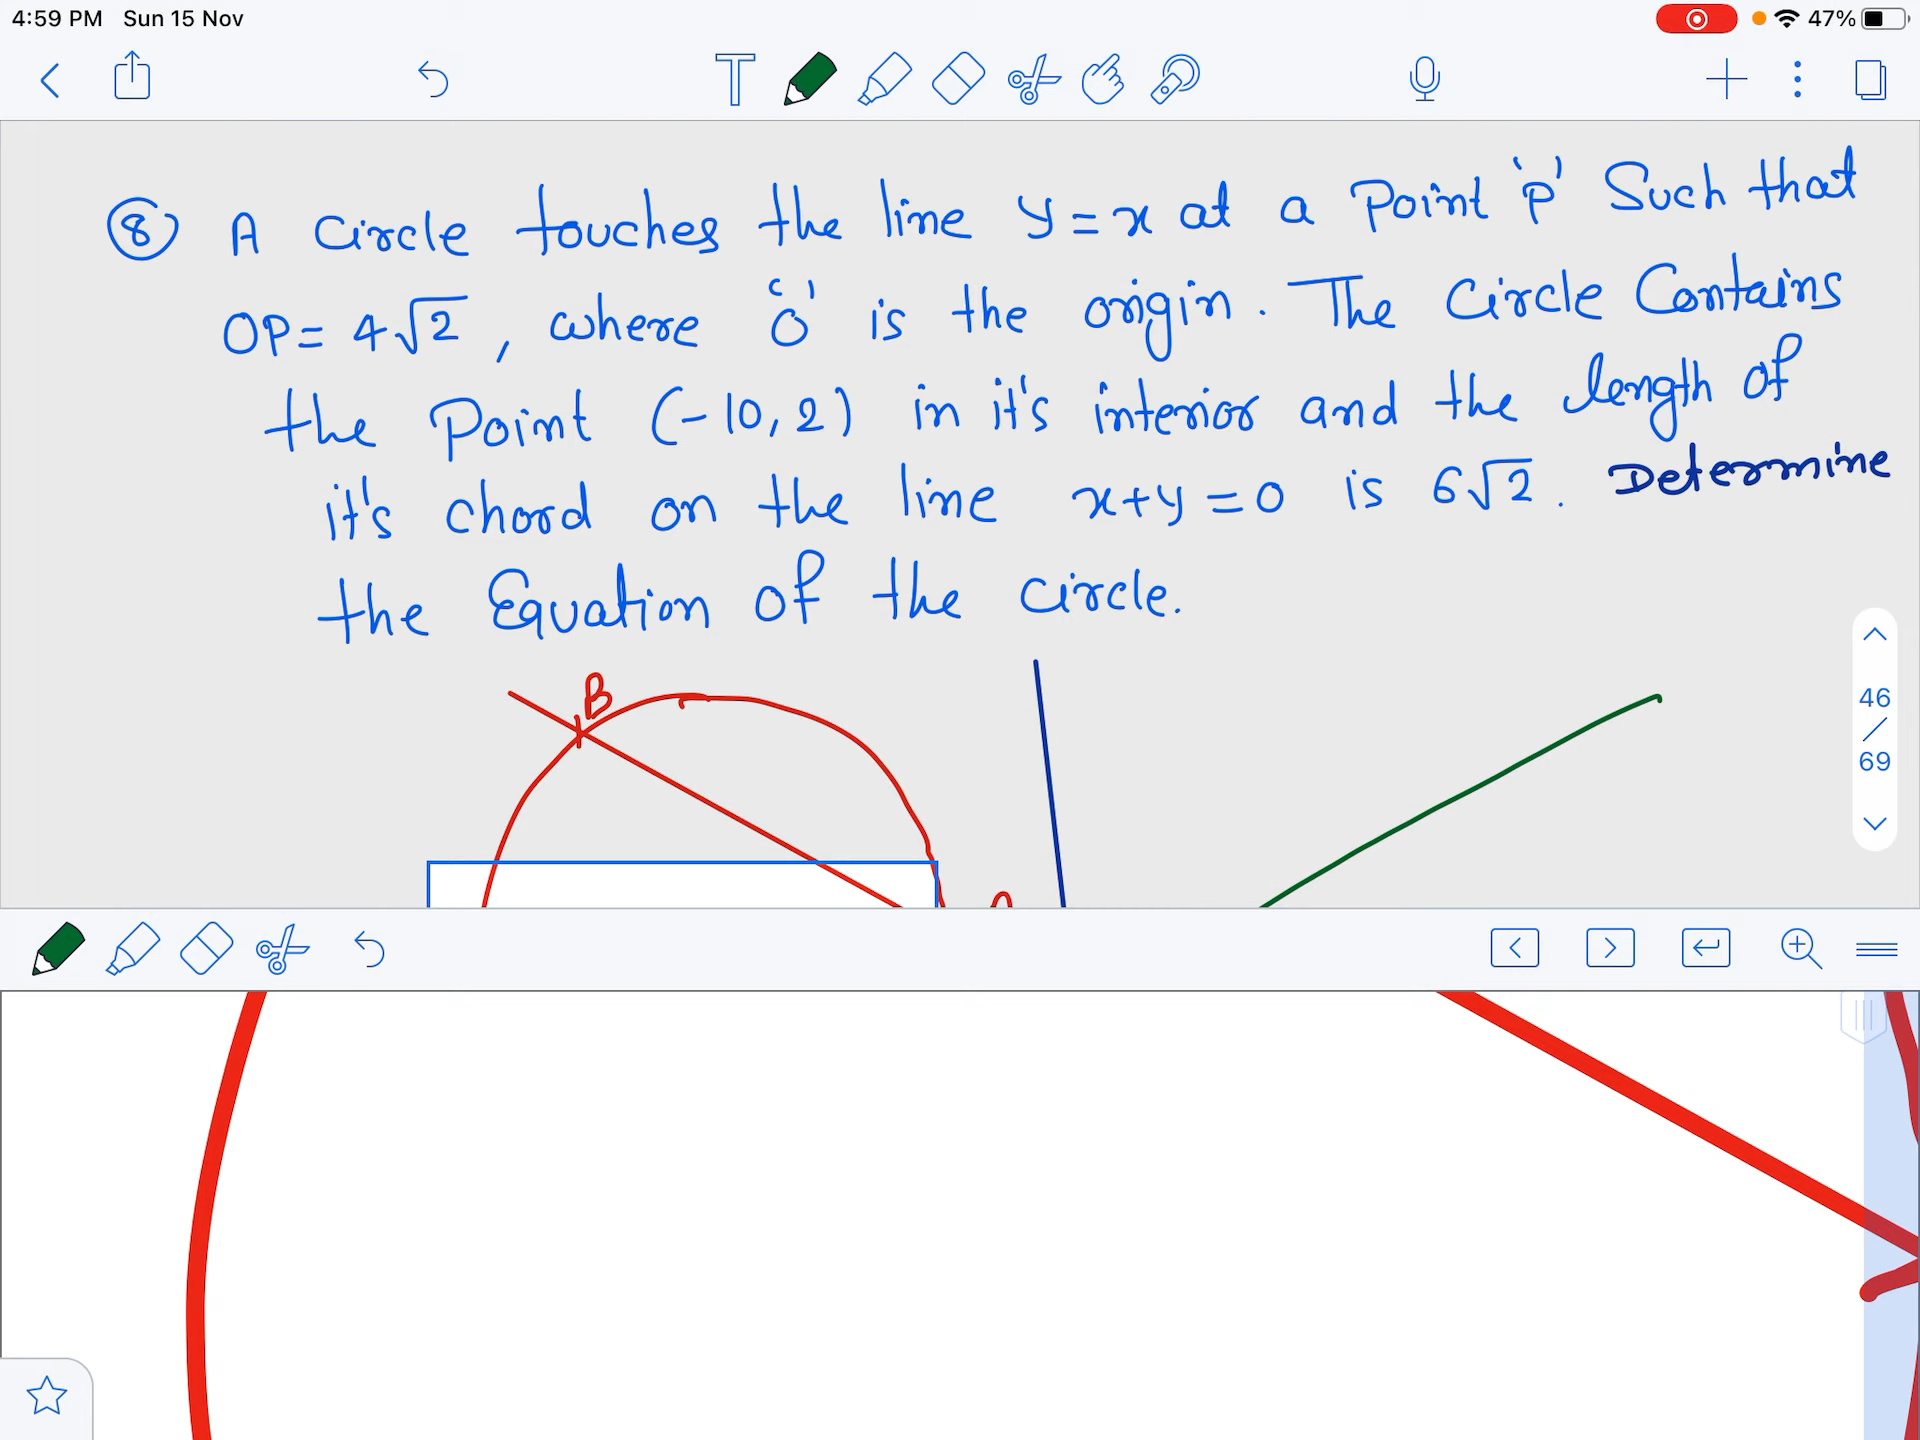 4:59 PM Sun 15 Nov
47%
T
⑧ A Circle touches the line y = x at a Point 'P' Such that
OP = 4√2 , where 'O' is the origin. The Circle Contains
the Point (-10, 2) in it's interior and the length of
it's chord on the line x+y = 0 is 6√2. Determine
the Equation of the circle.
B
46
/
69